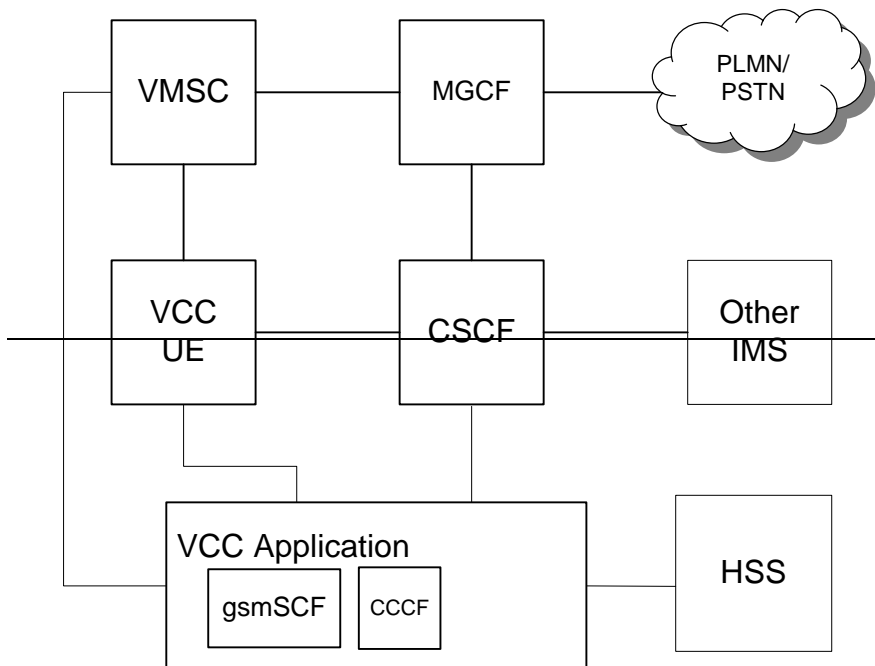 VMSC
MGCF
PLMN/
PSTN
VCC
UE
CSCF
Other
IMS
VCC Application
gsmSCF
CCCF
HSS